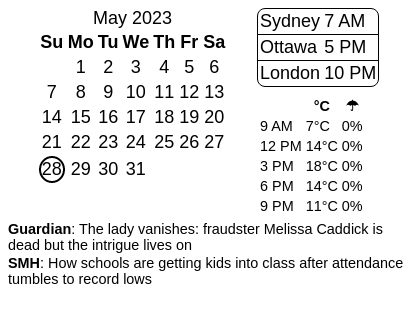 May 2023
Su Mo Tu We Th Fr Sa
1 2 3 4 5 6
7 8 9 10 11 12 13
14 15 16 17 18 19 20
21 22 23 24 25 26 27
28 29 30 31
Sydney 7 AM
Ottawa 5 PM
London 10 PM
°C ☂
9 AM 7°C 0%
12 PM 14°C 0%
3 PM 18°C 0%
6 PM 14°C 0%
9 PM 11°C 0%
Guardian: The lady vanishes: fraudster Melissa Caddick is
dead but the intrigue lives on
SMH: How schools are getting kids into class after attendance
tumbles to record lows